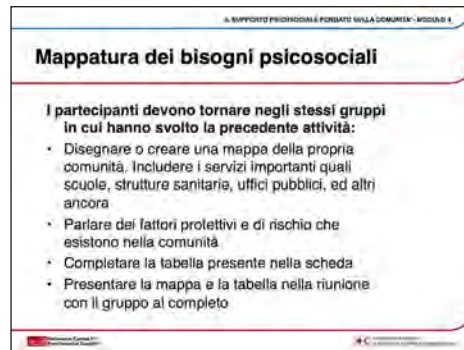 IL SUPPORTO PSICOSOCIALE FONDATO SULLA COMUNITA' - MODULO 4
Mappatura dei bisogni psicosociali
I partecipanti devono tornare negli stessi gruppi
in cui hanno svolto la precedente attività:
• Disegnare o creare una mappa della propria
comunità. Includere i servizi importanti quali
scuole, strutture sanitarie, uffici pubblici, ed altri
ancora
• Parlare dei fattori protettivi e di rischio che
esistono nella comunità
• Completare la tabella presente nella scheda
• Presentare la mappa e la tabella nella riunione
con il gruppo al completo